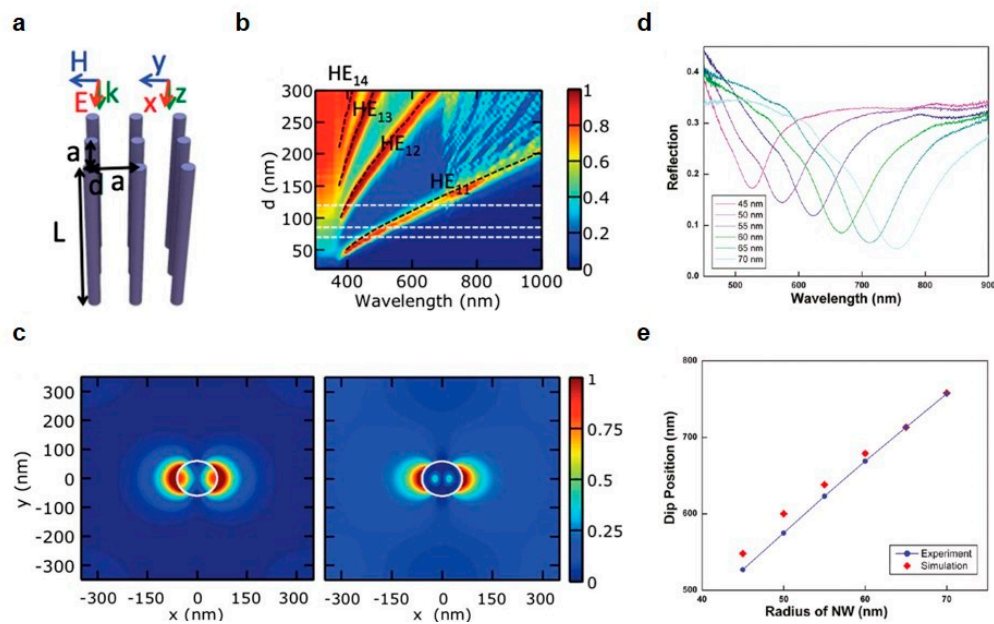 a
H
y
E
k
x
z
a
d
a
L
b
HE14
HE13
HE12
HE11
d (nm)
300
250
200
150
100
50
400
600
800
1000
Wavelength (nm)
1
0.8
0.6
0.4
0.2
0
c
y (nm)
300
150
0
-150
-300
-300
-150
0
150
300
x (nm)
-300
-150
0
150
300
x (nm)
1
0.75
0.5
0.25
0
d
Reflection
0.4
0.3
0.2
0.1
0.0
45 nm
50 nm
55 nm
60 nm
65 nm
70 nm
500
600
700
800
900
Wavelength (nm)
e
Dip Position (nm)
800
700
600
500
Experiment
Simulation
40
50
60
70
Radius of NW (nm)